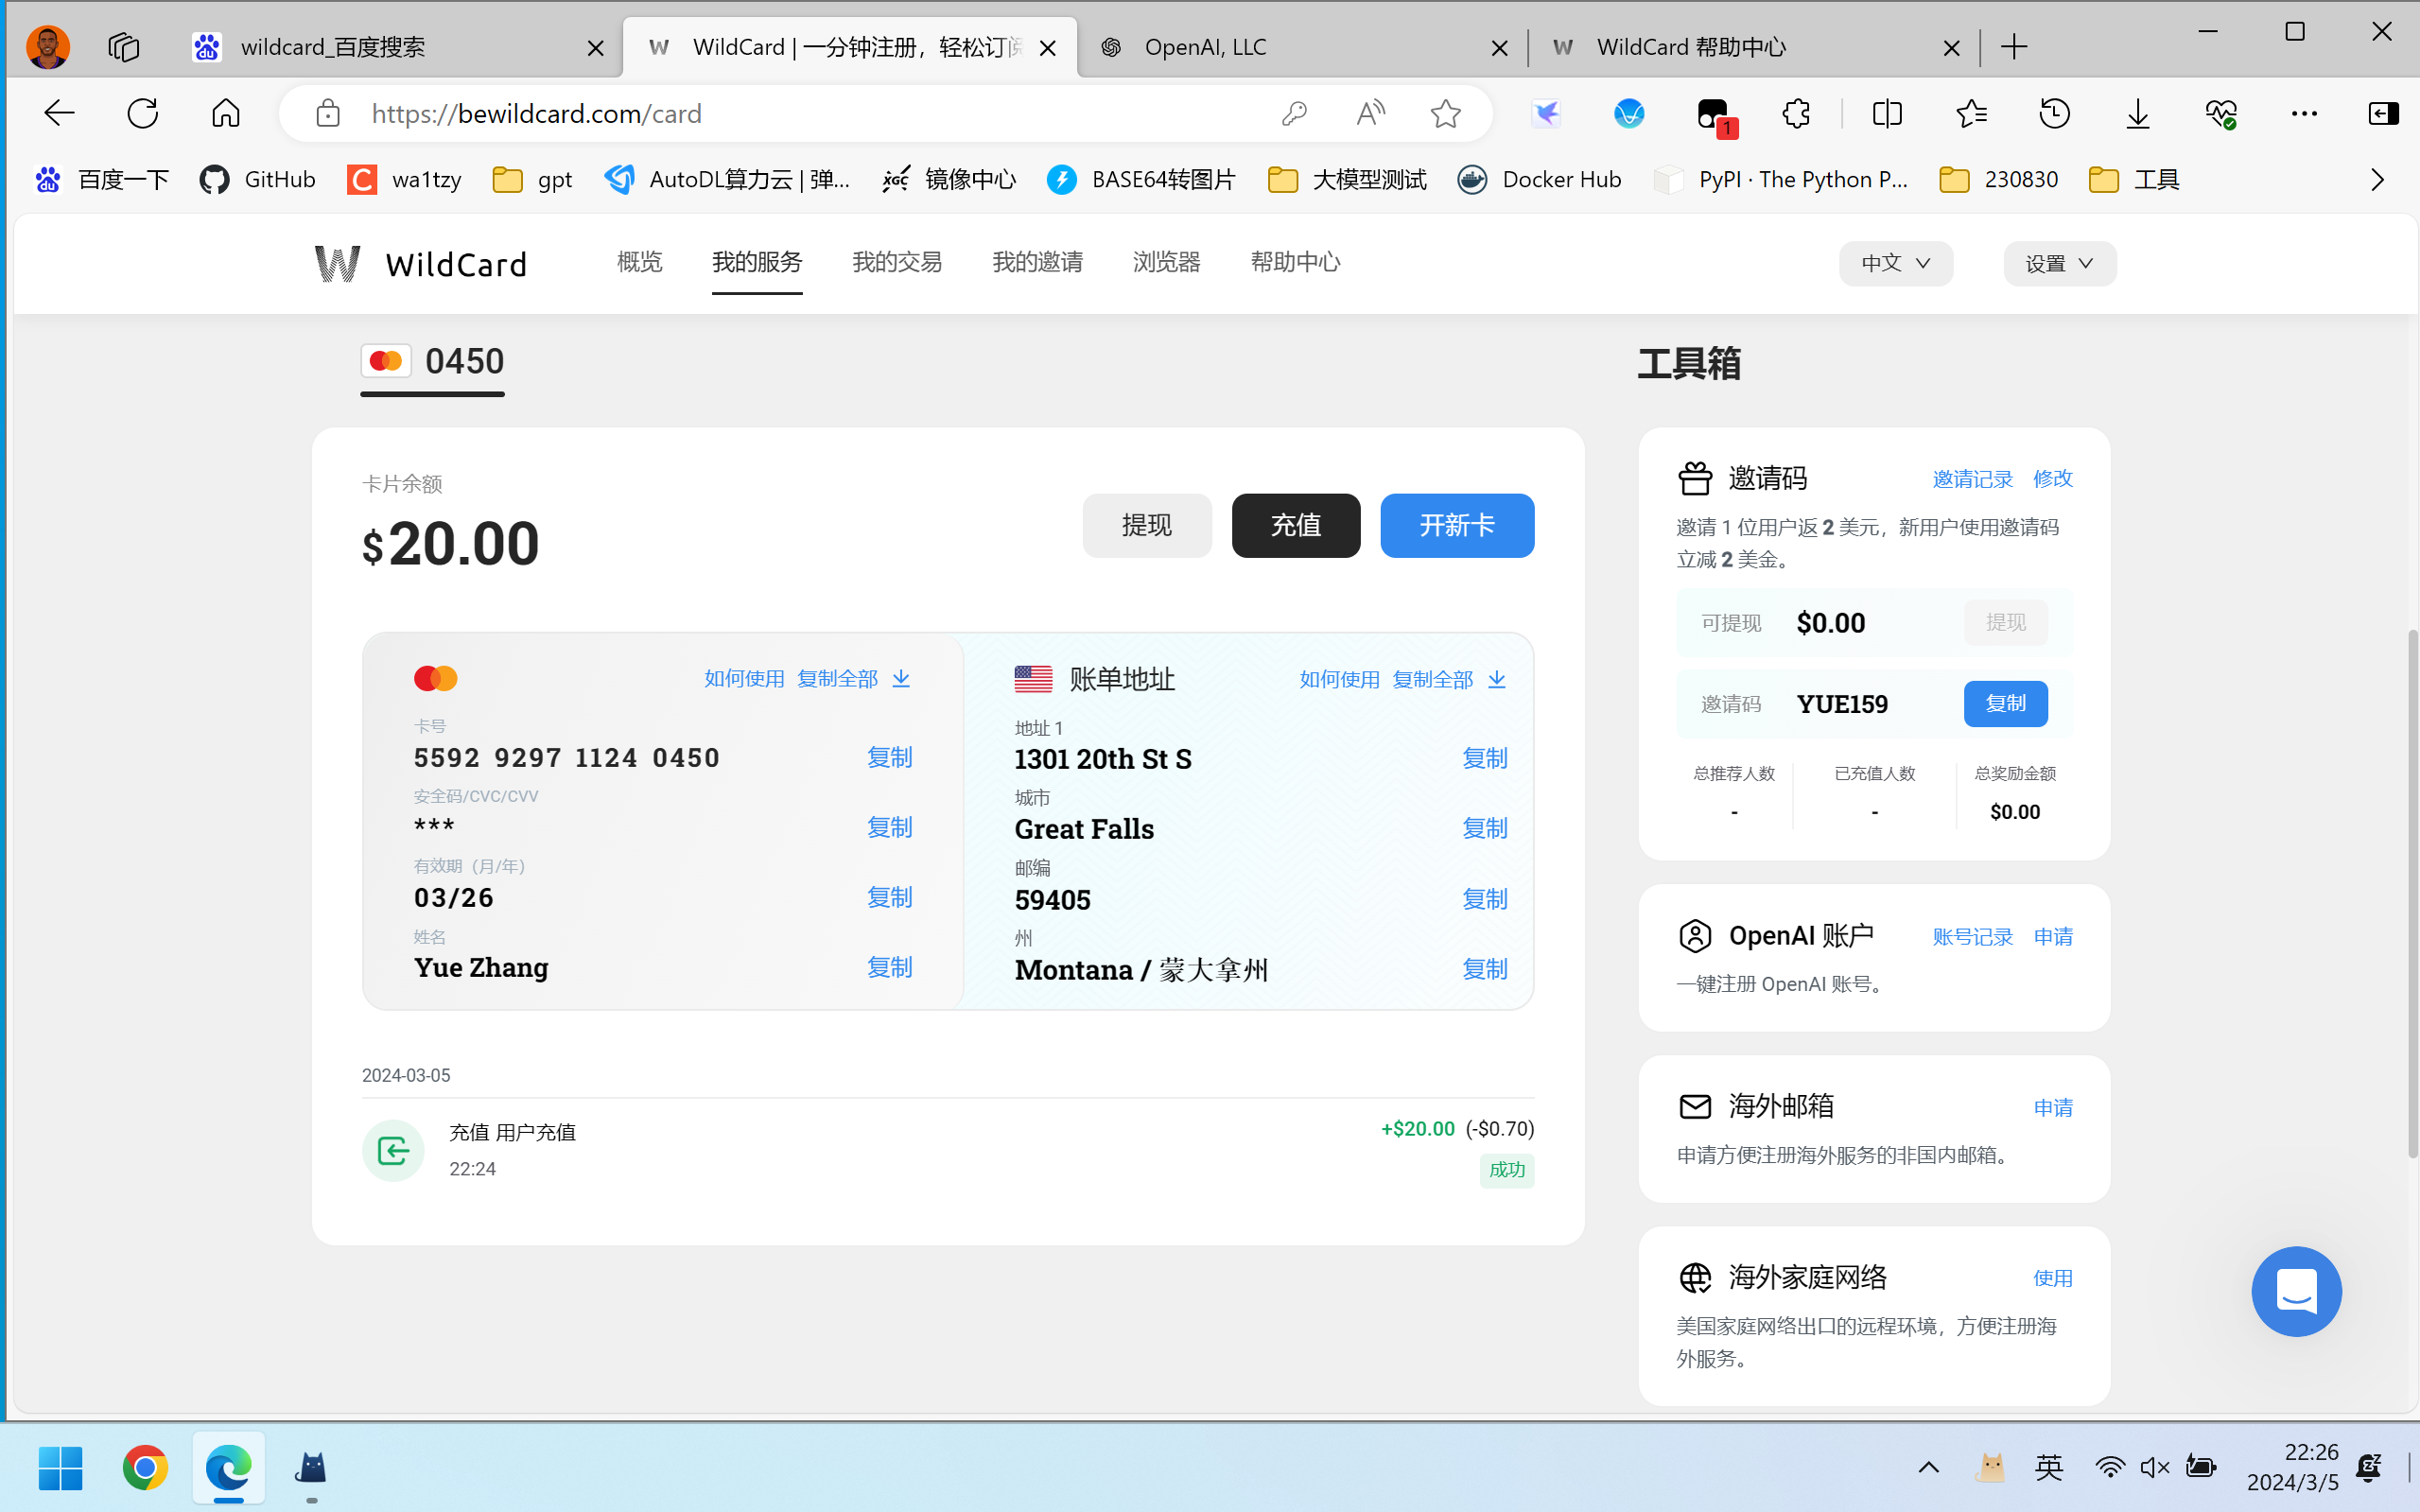 wildcard_百度搜索
WildCard | 一分钟注册，轻松订阅
OpenAI, LLC
WildCard 帮助中心
https://bewildcard.com/card
1
百度一下
GitHub
wa1tzy
gpt
AutoDL算力云 | 弹...
镜像中心
BASE64转图片
大模型测试
Docker Hub
PyPI · The Python P...
230830
工具
WildCard
概览
我的服务
我的交易
我的邀请
浏览器
帮助中心
中文
设置
0450
卡片余额
$20.00
提现
充值
开新卡
如何使用 复制全部
卡号
5592 9297 1124 0450 复制
安全码/CVC/CVV
*** 复制
有效期（月/年）
03/26 复制
姓名
Yue Zhang 复制
账单地址 如何使用 复制全部
地址 1
1301 20th St S 复制
城市
Great Falls 复制
邮编
59405 复制
州
Montana / 蒙大拿州 复制
2024-03-05
充值 用户充值 +$20.00 (-$0.70)
22:24 成功
工具箱
邀请码 邀请记录 修改
邀请 1 位用户返 2 美元，新用户使用邀请码
立减 2 美金。
可提现 $0.00 提现
邀请码 YUE159 复制
总推荐人数 已充值人数 总奖励金额
- - $0.00
OpenAI 账户 账号记录 申请
一键注册 OpenAI 账号。
海外邮箱 申请
申请方便注册海外服务的非国内邮箱。
海外家庭网络 使用
美国家庭网络出口的远程环境，方便注册海
外服务。
英
22:26
2024/3/5